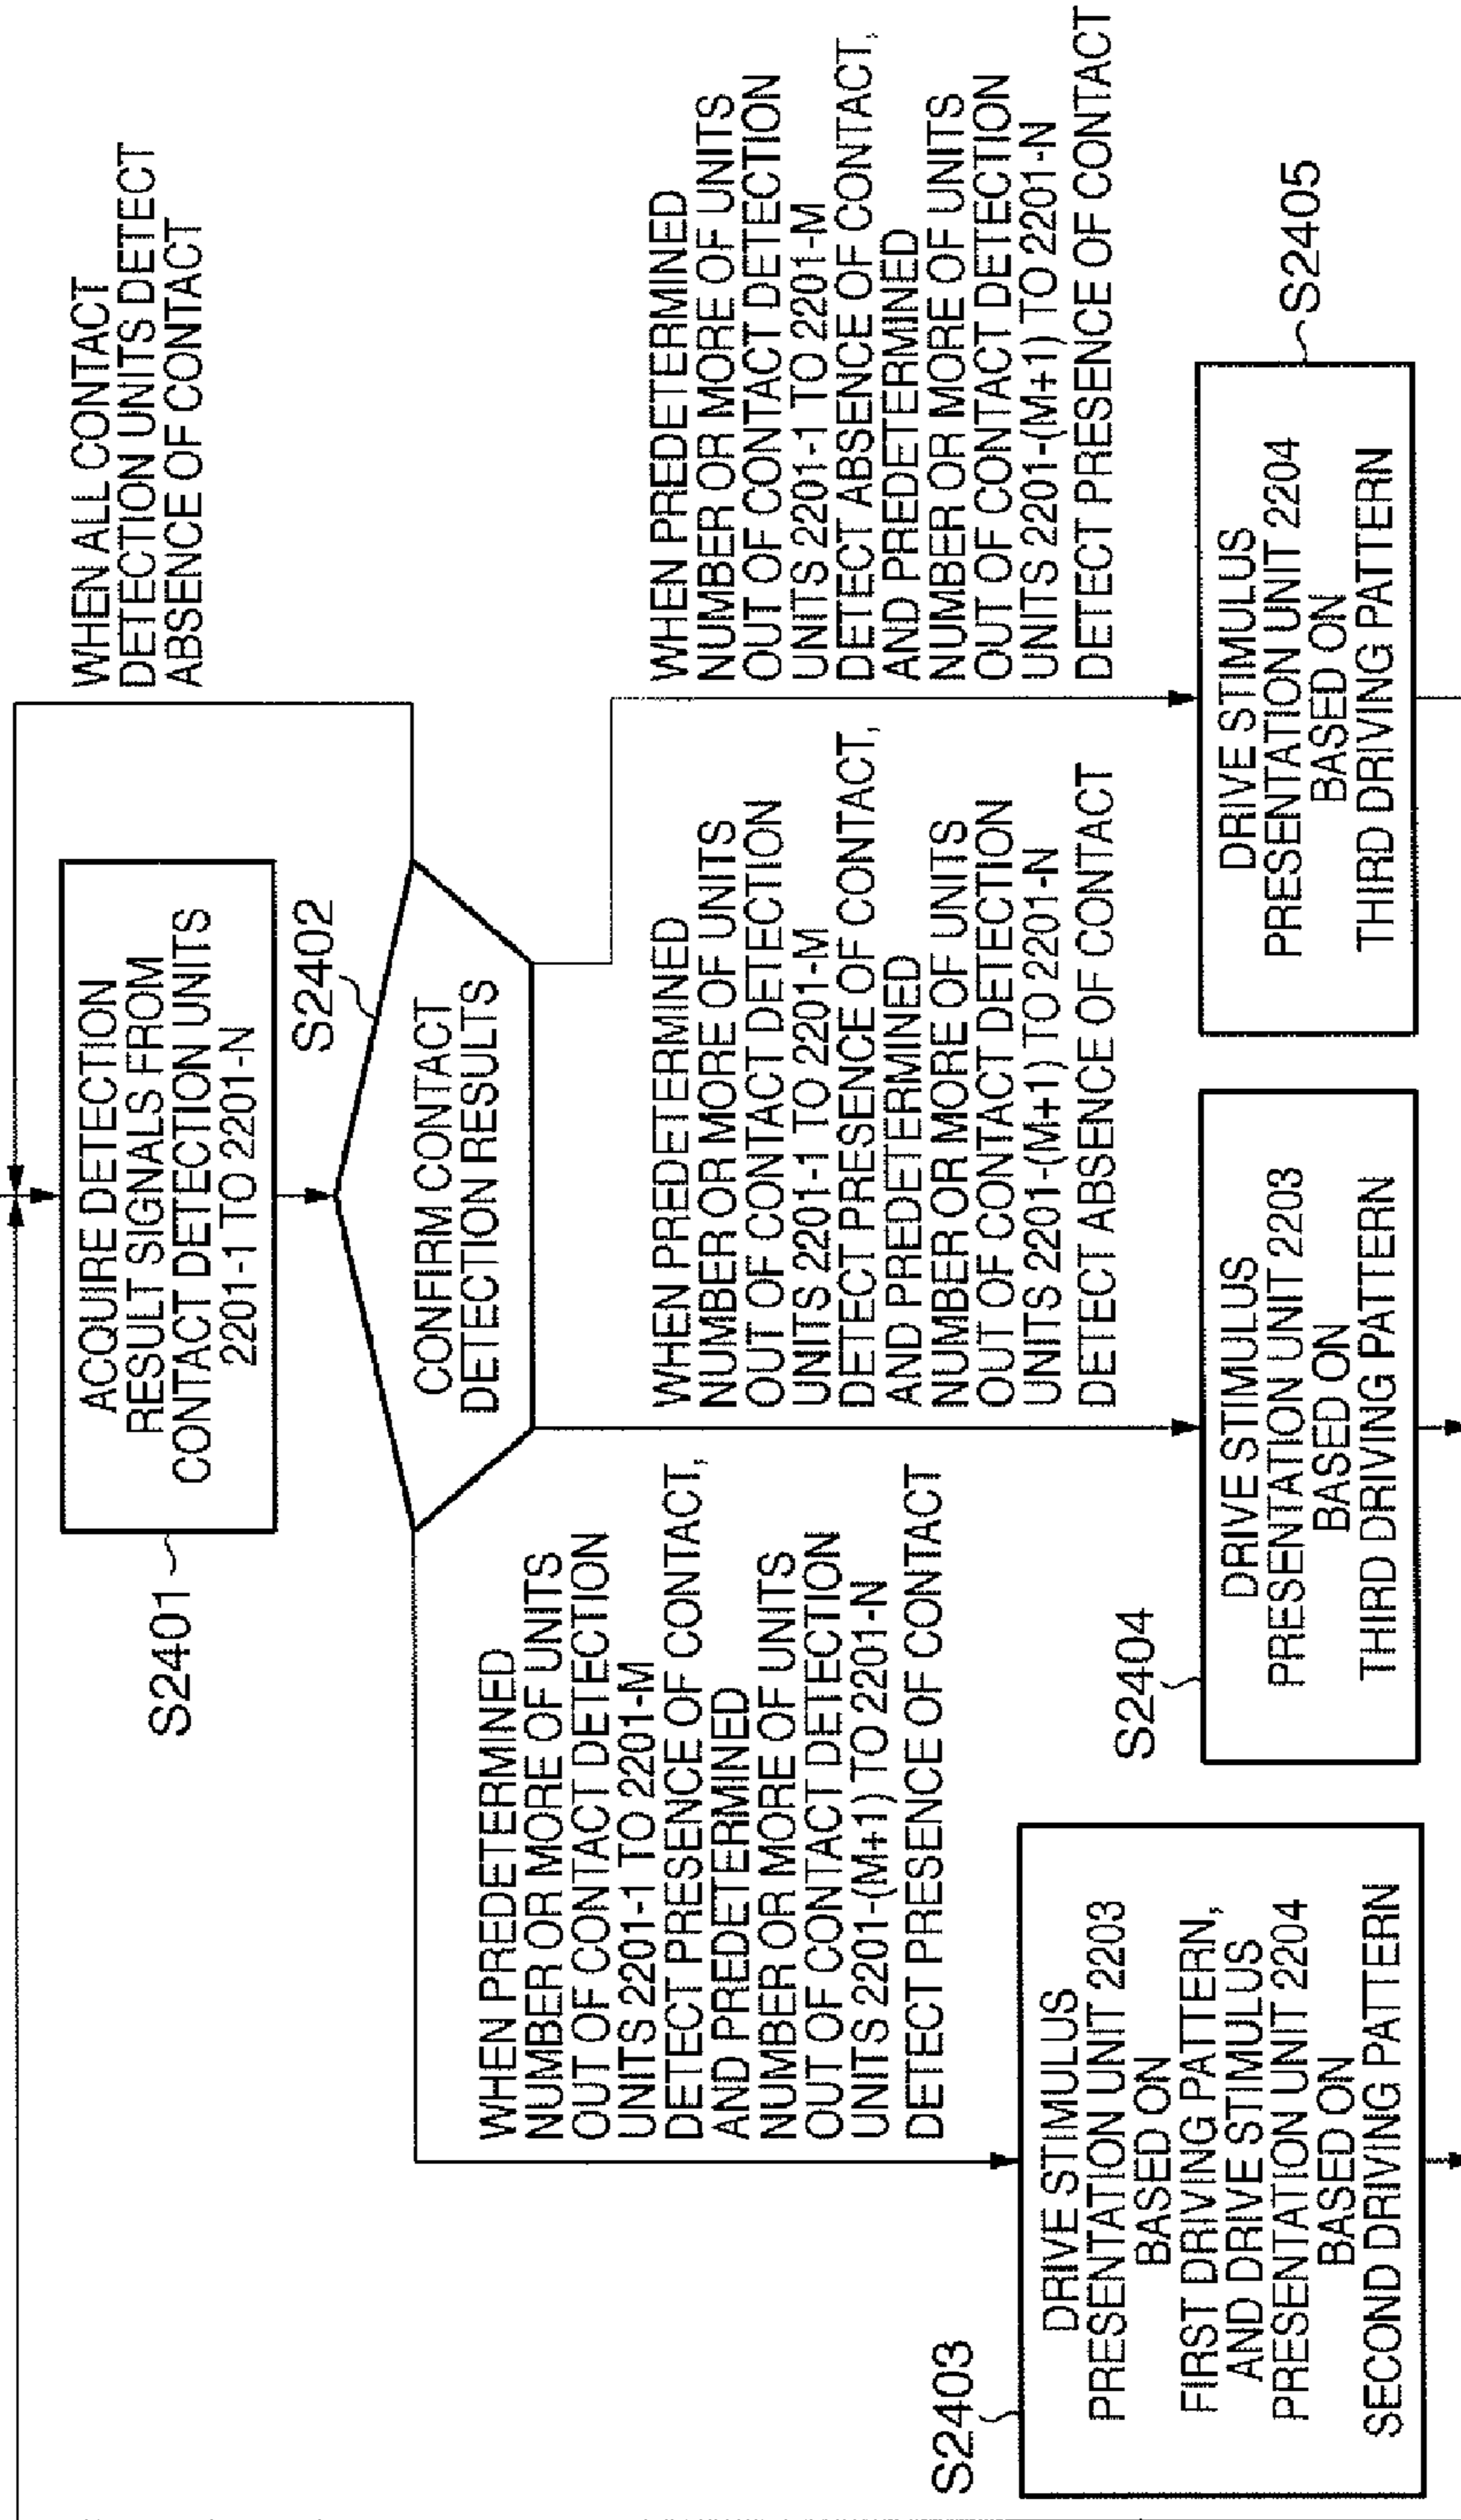 ACQUIRE DETECTION
RESULT SIGNALS FROM
CONTACT DETECTION UNITS
2201-1 TO 2201-N
S2401
S2402
CONFIRM CONTACT
DETECTION RESULTS
WHEN ALL CONTACT
DETECTION UNITS DETECT
ABSENCE OF CONTACT
WHEN PREDETERMINED
NUMBER OR MORE OF UNITS
OUT OF CONTACT DETECTION
UNITS 2201-1 TO 2201-M
DETECT PRESENCE OF CONTACT,
AND PREDETERMINED
NUMBER OR MORE OF UNITS
OUT OF CONTACT DETECTION
UNITS 2201-(M+1) TO 2201-N
DETECT PRESENCE OF CONTACT
WHEN PREDETERMINED
NUMBER OR MORE OF UNITS
OUT OF CONTACT DETECTION
UNITS 2201-1 TO 2201-M
DETECT PRESENCE OF CONTACT,
AND PREDETERMINED
NUMBER OR MORE OF UNITS
OUT OF CONTACT DETECTION
UNITS 2201-(M+1) TO 2201-N
DETECT ABSENCE OF CONTACT
WHEN PREDETERMINED
NUMBER OR MORE OF UNITS
OUT OF CONTACT DETECTION
UNITS 2201-1 TO 2201-M
DETECT ABSENCE OF CONTACT,
AND PREDETERMINED
NUMBER OR MORE OF UNITS
OUT OF CONTACT DETECTION
UNITS 2201-(M+1) TO 2201-N
DETECT PRESENCE OF CONTACT
S2403
DRIVE STIMULUS
PRESENTATION UNIT 2203
BASED ON
FIRST DRIVING PATTERN,
AND DRIVE STIMULUS
PRESENTATION UNIT 2204
BASED ON
SECOND DRIVING PATTERN
S2404
DRIVE STIMULUS
PRESENTATION UNIT 2203
BASED ON
THIRD DRIVING PATTERN
S2405
DRIVE STIMULUS
PRESENTATION UNIT 2204
BASED ON
THIRD DRIVING PATTERN